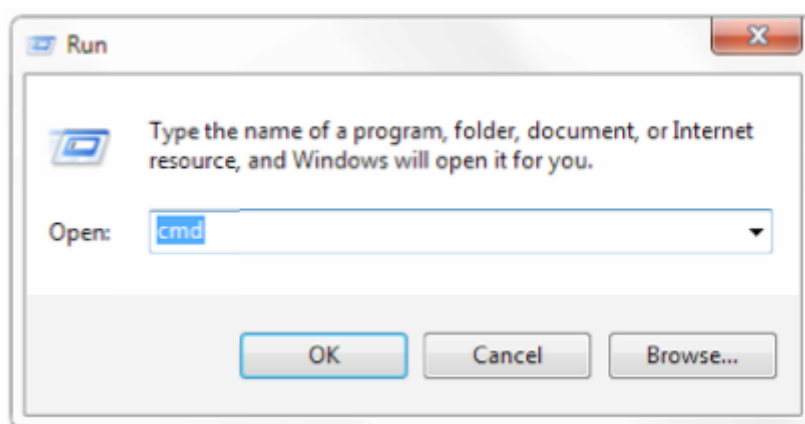 Run
Type the name of a program, folder, document, or Internet
resource, and Windows will open it for you.
Open: cmd
OK Cancel Browse...